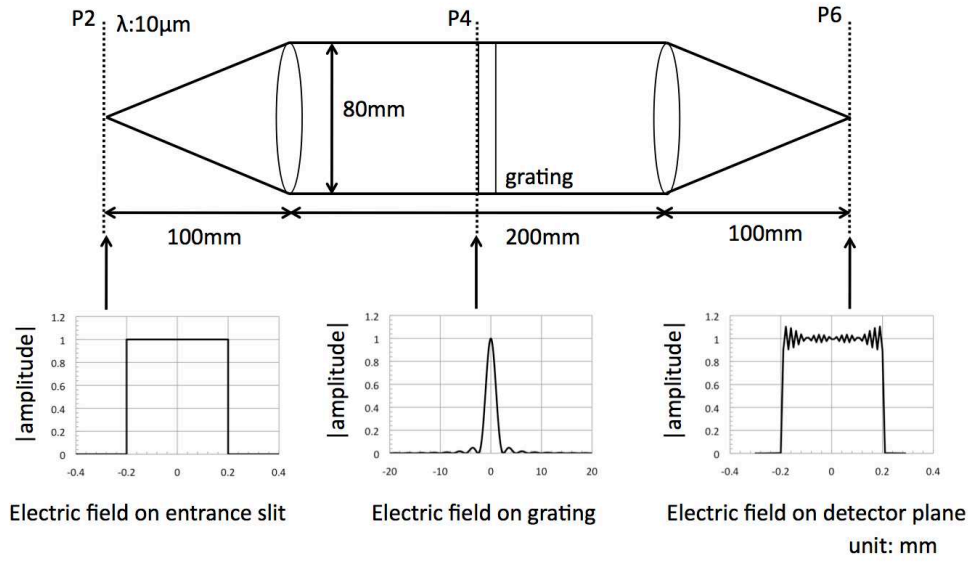 P2
λ:10μm
P4
P6
80mm
grating
100mm
200mm
100mm
|amplitude|
1.2
1
0.8
0.6
0.4
0.2
0
-0.4 -0.2 0 0.2 0.4
Electric field on entrance slit
|amplitude|
1.2
1
0.8
0.6
0.4
0.2
0
-20 -10 0 10 20
Electric field on grating
|amplitude|
1.2
1
0.8
0.6
0.4
0.2
0
-0.4 -0.2 0 0.2 0.4
Electric field on detector plane
unit: mm